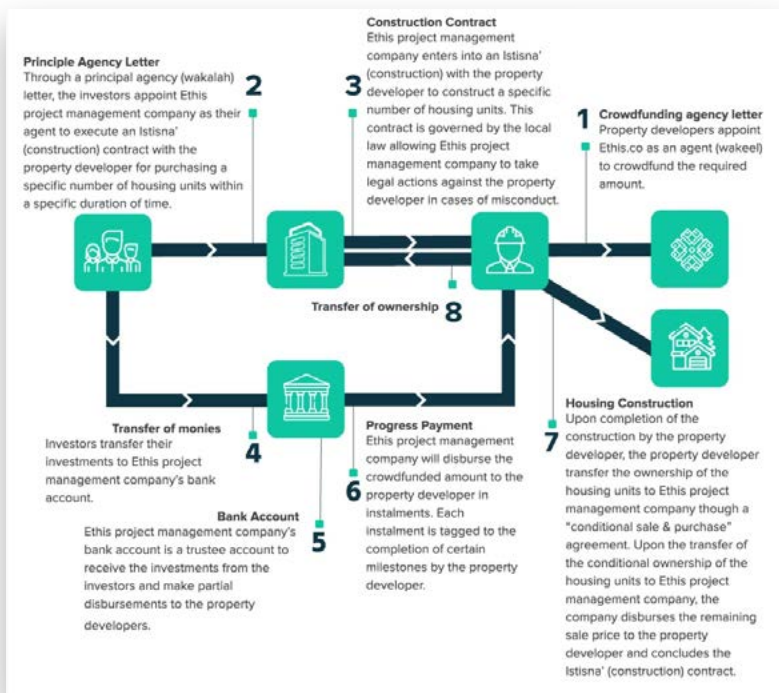 Principle Agency Letter
Through a principal agency (wakalah)
letter, the investors appoint Ethis
project management company as their
agent to execute an Istisna'
(construction) contract with the
property developer for purchasing a
specific number of housing units within
a specific duration of time.
2
3
Construction Contract
Ethis project management
company enters into an Istisna'
(construction) with the property
developer to construct a specific
number of housing units. This
contract is governed by the local
law allowing Ethis project
management company to take
legal actions against the property
developer in cases of misconduct.
1
Crowdfunding agency letter
Property developers appoint
Ethis.co as an agent (wakeel)
to crowdfund the required
amount.
Transfer of ownership 8
Transfer of monies
Investors transfer their
investments to Ethis project
management company's bank
account.
4
Bank Account
Ethis project management company's
bank account is a trustee account to
receive the investments from the
investors and make partial
disbursements to the property
developers.
5
6
Progress Payment
Ethis project management
company will disburse the
crowdfunded amount to the
property developer in
instalments. Each
instalment is tagged to the
completion of certain
milestones by the property
developer.
7
Housing Construction
Upon completion of the
construction by the property
developer, the property developer
transfer the ownership of the
housing units to Ethis project
management company though a
"conditional sale & purchase"
agreement. Upon the transfer of
the conditional ownership of the
housing units to Ethis project
management company, the
company disburses the remaining
sale price to the property
developer and concludes the
Istisna' (construction) contract.